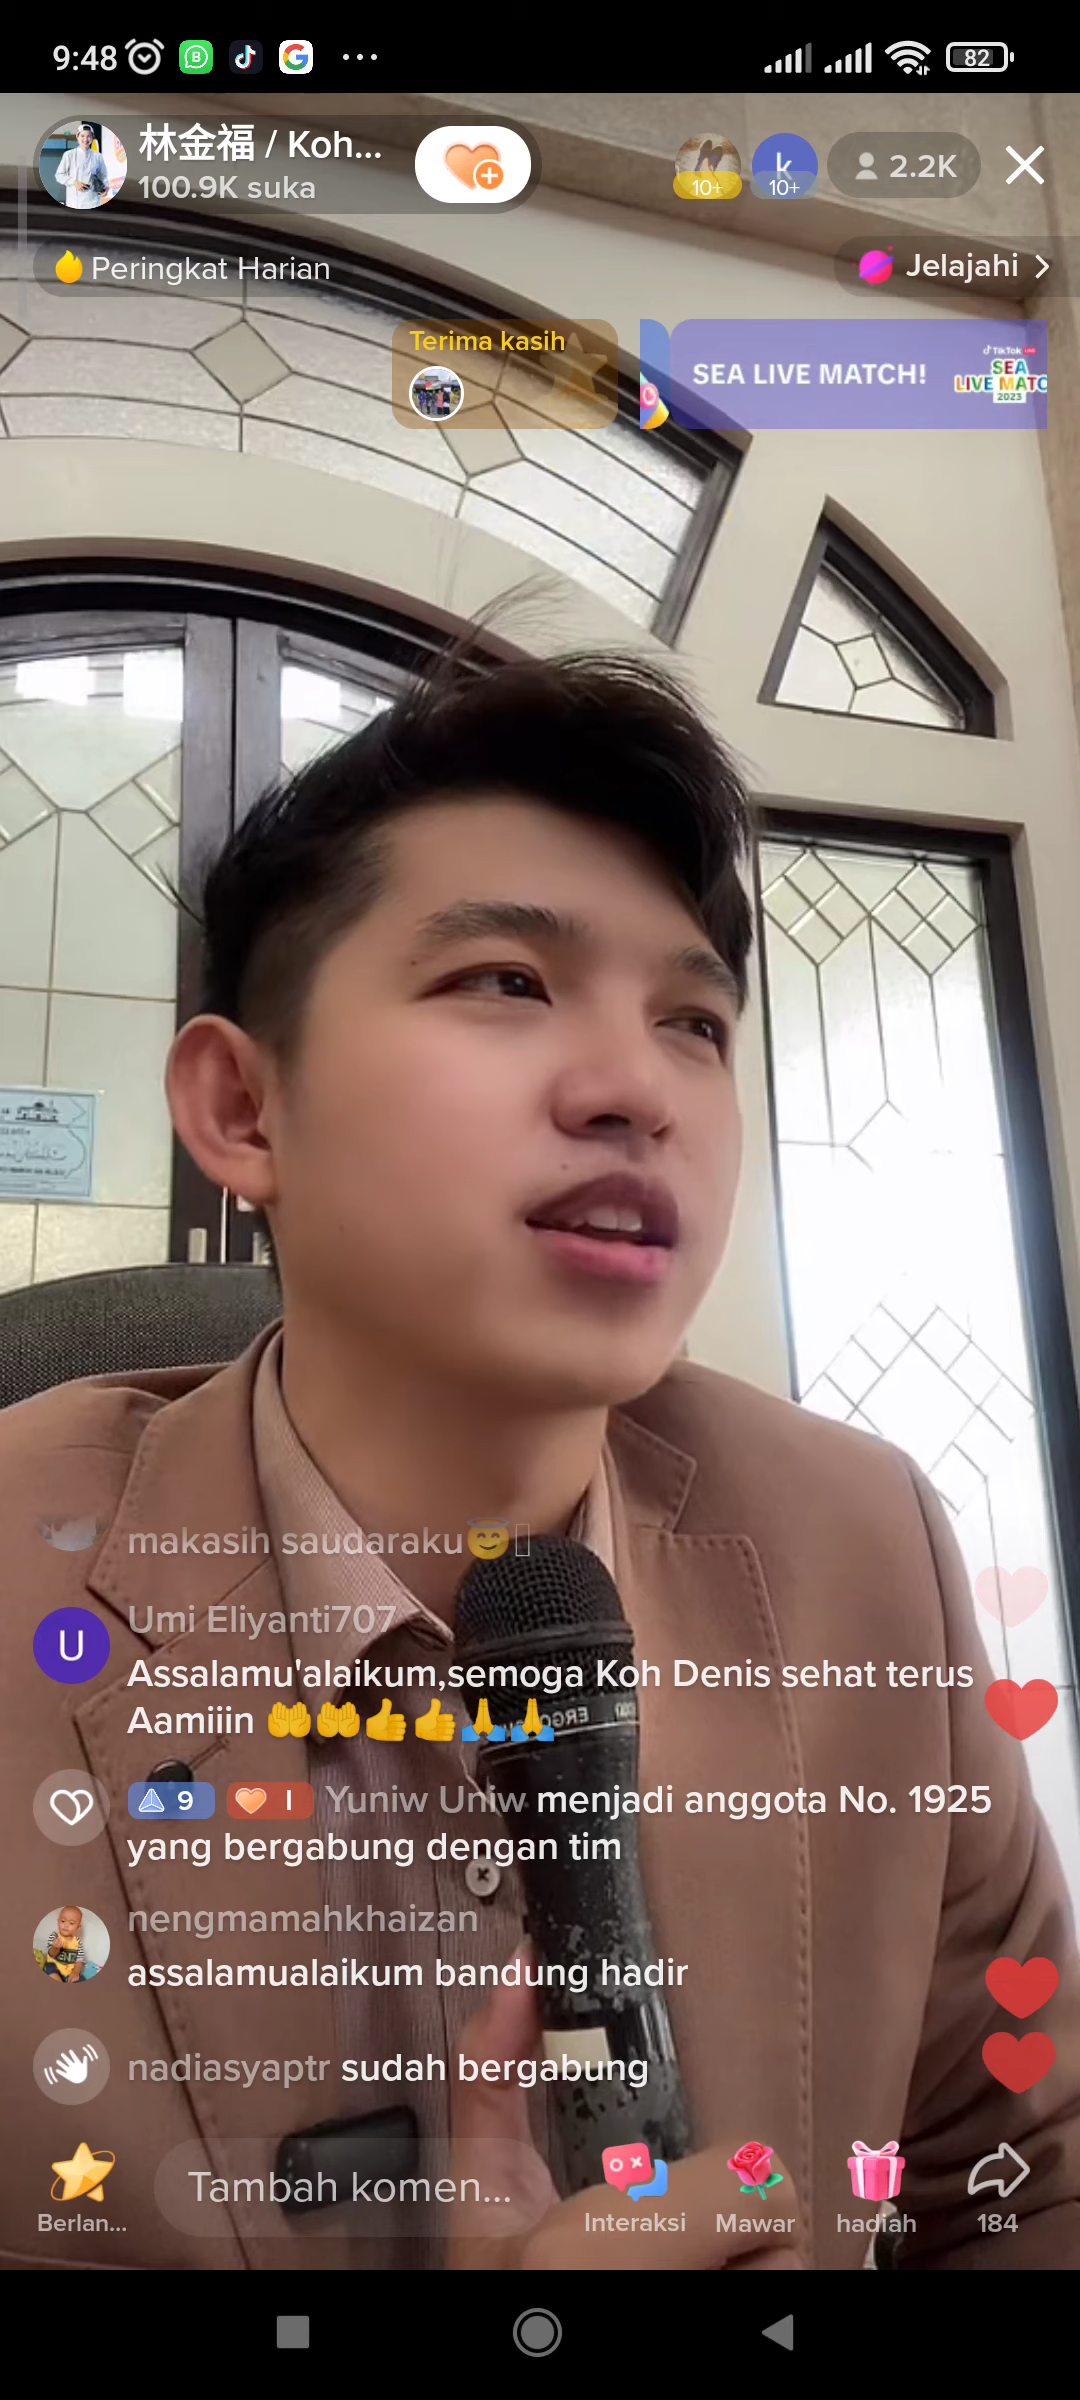 9:48
82
林金福 / Koh...
100.9K suka
10+
k
10+
2.2K
Peringkat Harian
Jelajahi
Terima kasih
SEA LIVE MATCH!
TikTok LIVE
SEA
LIVE MATC
2023
makasih saudaraku😇
Umi Eliyanti707
U
Assalamu'alaikum,semoga Koh Denis sehat terus
Aamiiin 🤲🤲👍👍🙏🙏
9 I Yuniw Uniw menjadi anggota No. 1925
yang bergabung dengan tim
nengmamahkhaizan
assalamualaikum bandung hadir
nadiasyaptr sudah bergabung
Tambah komen...
Berlan...
Interaksi
Mawar
hadiah
184